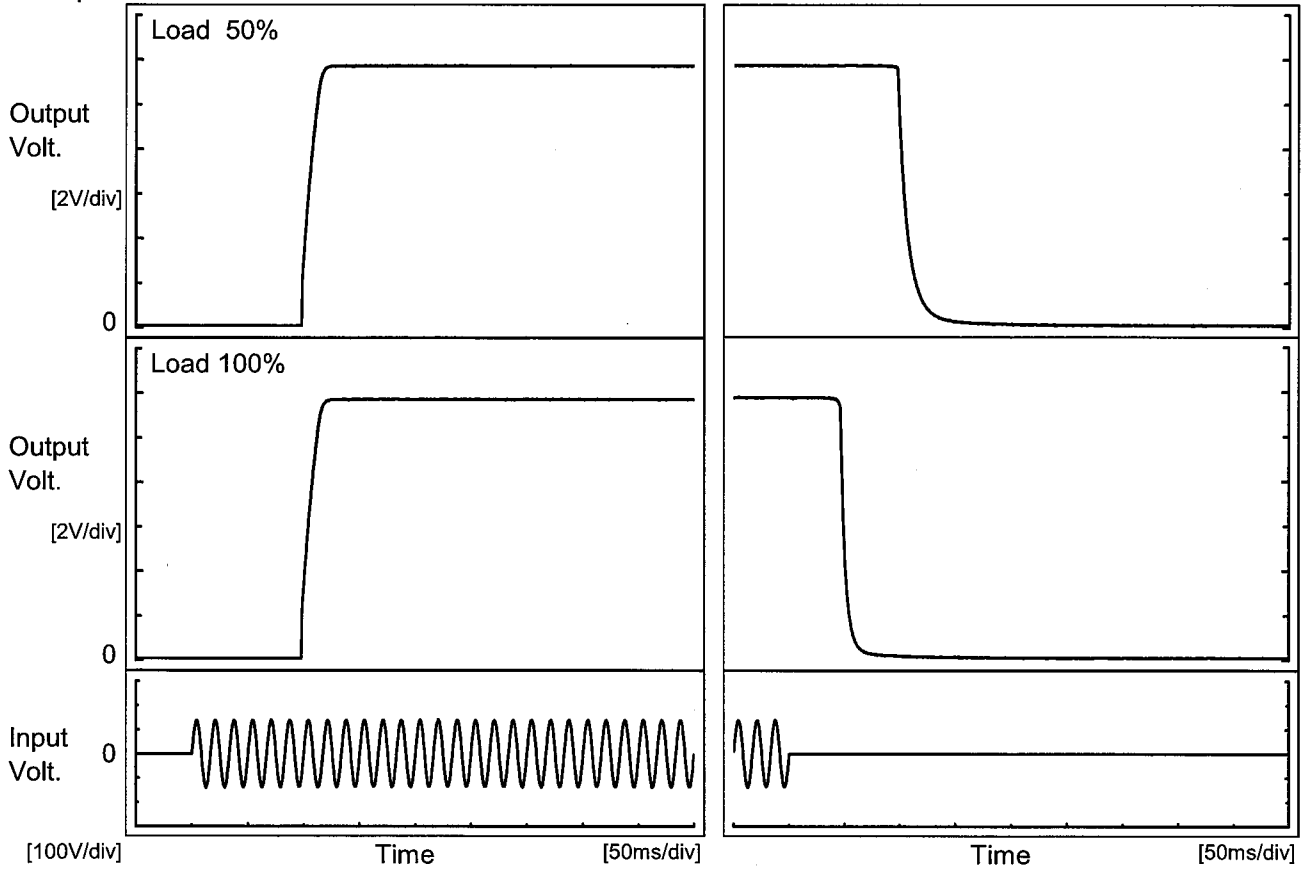 Load 50%
Output
Volt.
[2V/div]
0
Load 100%
Output
Volt.
[2V/div]
0
Input
Volt.
0
[100V/div]
Time
[50ms/div]
Time
[50ms/div]